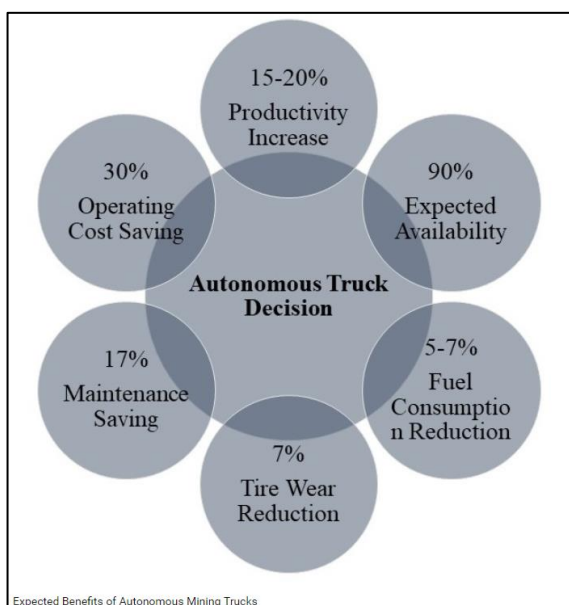 15-20%
Productivity
Increase
90%
Expected
Availability
5-7%
Fuel
Consumptio
n Reduction
7%
Tire Wear
Reduction
17%
Maintenance
Saving
30%
Operating
Cost Saving
Autonomous Truck
Decision
Expected Benefits of Autonomous Mining Trucks